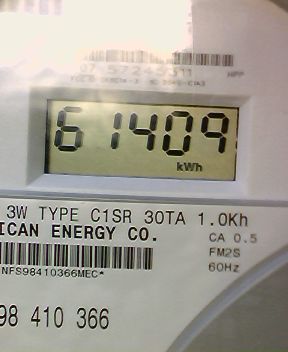 HPP
61409
kWh
3W TYPE C1SR 30TA 1.0Kh
ICAN ENERGY CO.
CA 0.5
FM2S
60Hz
NFS98410366MEC*
98 410 366